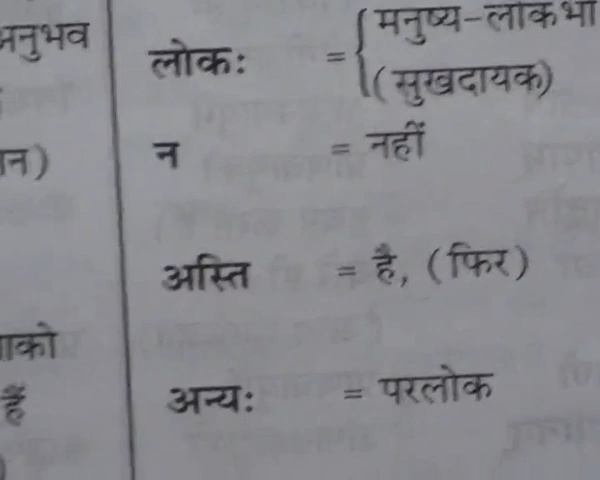 अनुभव
लोकः = { मनुष्य-लोकभी
(सुखदायक)
न = नहीं
अस्ति = है, (फिर)
अन्यः = परलोक
हैं